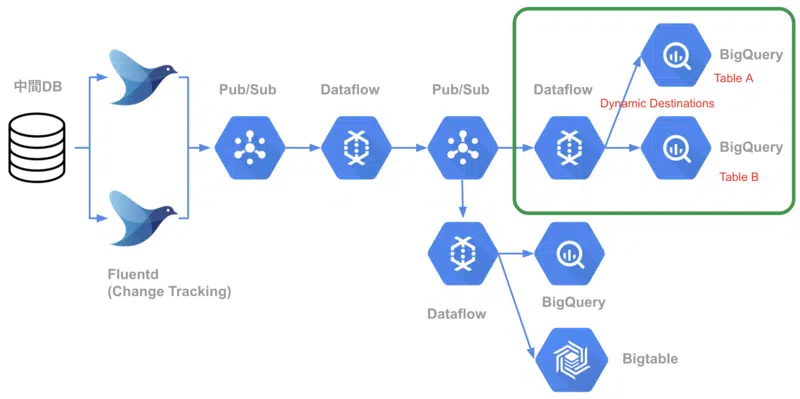 中間DB
Pub/Sub
Dataflow
Pub/Sub
Dataflow
BigQuery
Table A
Dynamic Destinations
BigQuery
Table B
Fluentd
(Change Tracking)
Dataflow
BigQuery
Bigtable